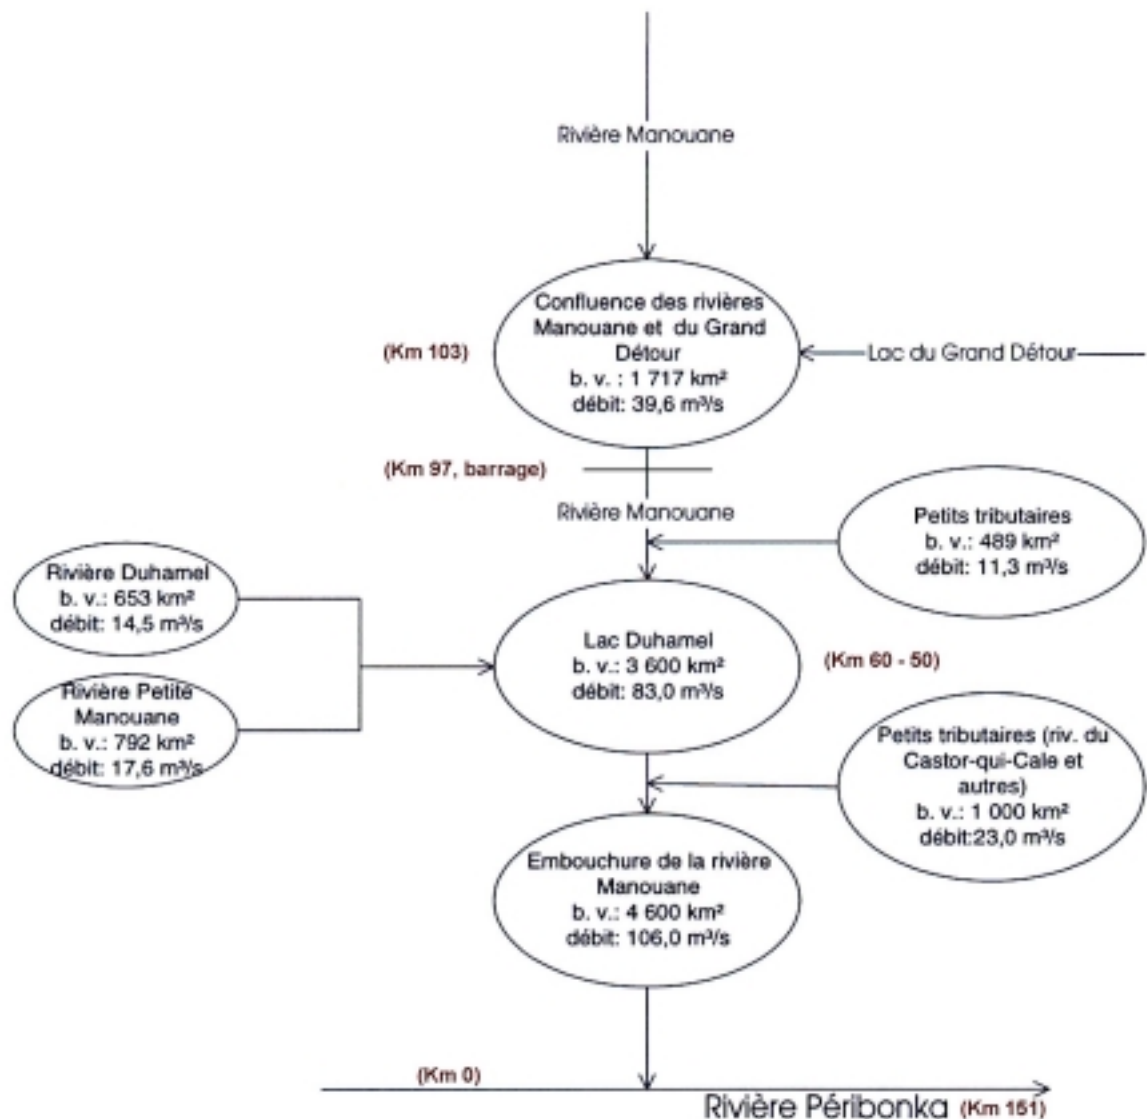 Rivière Manouane
Confluence des rivières
Manouane et du Grand
Détour
b. v. : 1 717 km²
débit: 39,6 m³/s
(Km 103)
Lac du Grand Détour
(Km 97, barrage)
Rivière Manouane
Petits tributaires
b. v.: 489 km²
débit: 11,3 m³/s
Rivière Duhamel
b. v.: 653 km²
débit: 14,5 m³/s
Lac Duhamel
b. v.: 3 600 km²
débit: 83,0 m³/s
(Km 60 - 50)
Rivière Petite
Manouane
b. v.: 792 km²
débit: 17,6 m³/s
Petits tributaires (riv. du
Castor-qui-Cale et
autres)
b. v.: 1 000 km²
débit:23,0 m³/s
Embouchure de la rivière
Manouane
b. v.: 4 600 km²
débit: 106,0 m³/s
(Km 0)
Rivière Péribonka (Km 151)